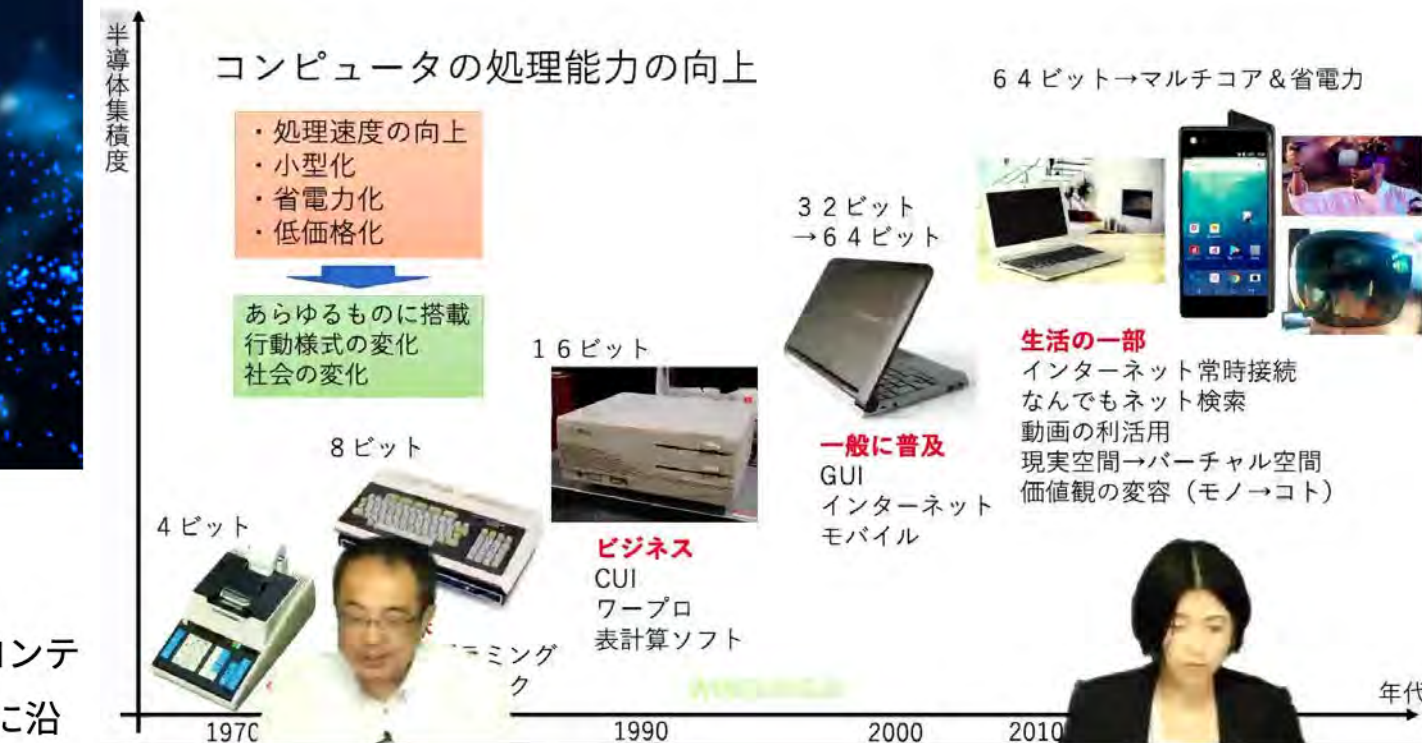 半導体集積度
コンピュータの処理能力の向上
・処理速度の向上
・小型化
・省電力化
・低価格化
あらゆるものに搭載
行動様式の変化
社会の変化
4ビット
8ビット
ミング
ク
16ビット
ビジネス
CUI
ワープロ
表計算ソフト
32ビット
→64ビット
一般に普及
GUI
インターネット
モバイル
64ビット→マルチコア&省電力
生活の一部
インターネット常時接続
なんでもネット検索
動画の利活用
現実空間→バーチャル空間
価値観の変容（モノ→コト）
年代
1970
1990
2000
2010
ンテ
に沿